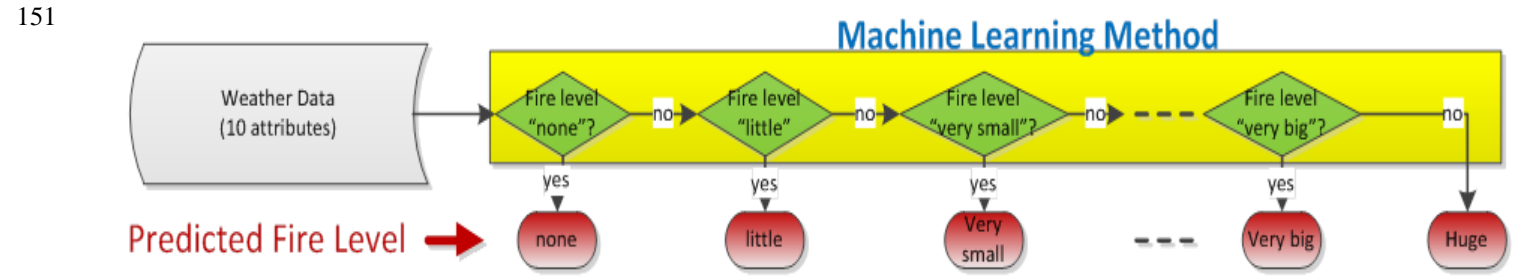 151
Machine Learning Method
Weather Data
(10 attributes)
Fire level
“none”?
no
Fire level
“little”
no
Fire level
“very small”?
no
Fire level
“very big”?
no
yes
yes
yes
yes
Predicted Fire Level
none
little
Very
small
Very big
Huge